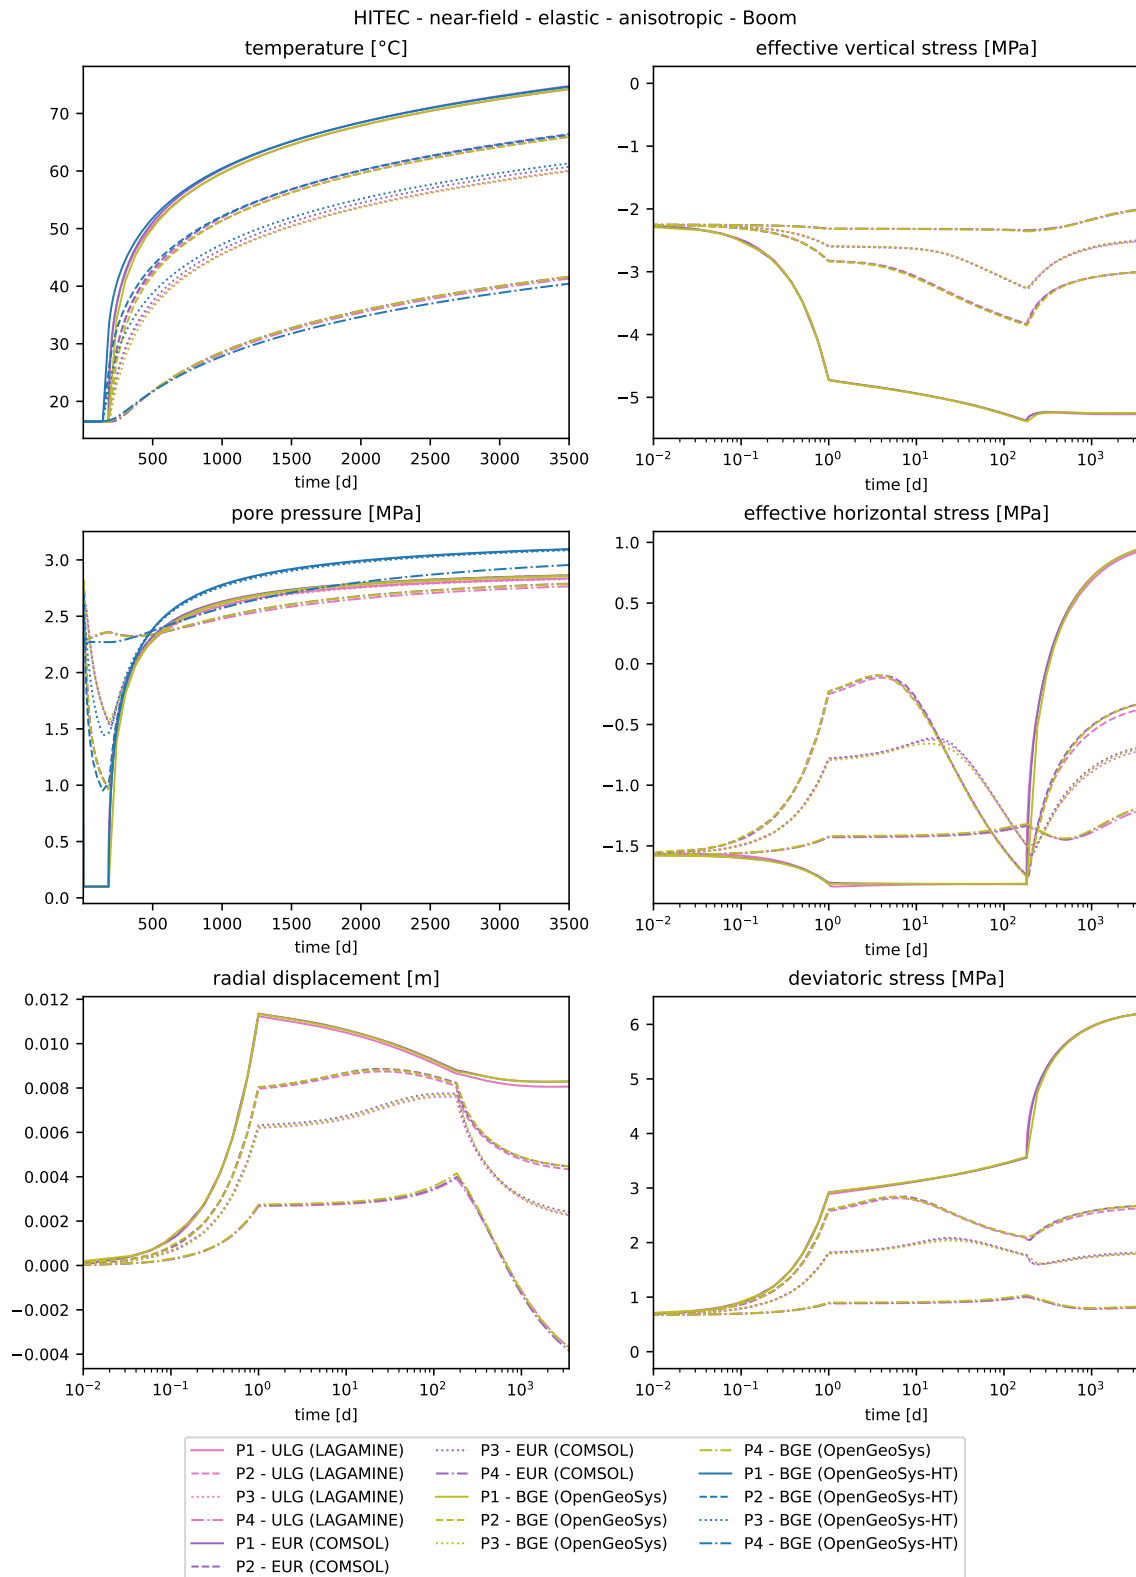 HITEC - near-field - elastic - anisotropic - Boom
temperature [°C]
70
60
50
40
30
20
500 1000 1500 2000 2500 3000 3500
time [d]
effective vertical stress [MPa]
0
−1
−2
−3
−4
−5
10⁻² 10⁻¹ 10⁰ 10¹ 10² 10³
time [d]
pore pressure [MPa]
3.0
2.5
2.0
1.5
1.0
0.5
0.0
500 1000 1500 2000 2500 3000 3500
time [d]
effective horizontal stress [MPa]
1.0
0.5
0.0
−0.5
−1.0
−1.5
10⁻² 10⁻¹ 10⁰ 10¹ 10² 10³
time [d]
radial displacement [m]
0.012
0.010
0.008
0.006
0.004
0.002
0.000
−0.002
−0.004
10⁻² 10⁻¹ 10⁰ 10¹ 10² 10³
time [d]
deviatoric stress [MPa]
6
5
4
3
2
1
0
10⁻² 10⁻¹ 10⁰ 10¹ 10² 10³
time [d]
P1 - ULG (LAGAMINE)
P2 - ULG (LAGAMINE)
P3 - ULG (LAGAMINE)
P4 - ULG (LAGAMINE)
P1 - EUR (COMSOL)
P2 - EUR (COMSOL)
P3 - EUR (COMSOL)
P4 - EUR (COMSOL)
P1 - BGE (OpenGeoSys)
P2 - BGE (OpenGeoSys)
P3 - BGE (OpenGeoSys)
P4 - BGE (OpenGeoSys)
P1 - BGE (OpenGeoSys-HT)
P2 - BGE (OpenGeoSys-HT)
P3 - BGE (OpenGeoSys-HT)
P4 - BGE (OpenGeoSys-HT)